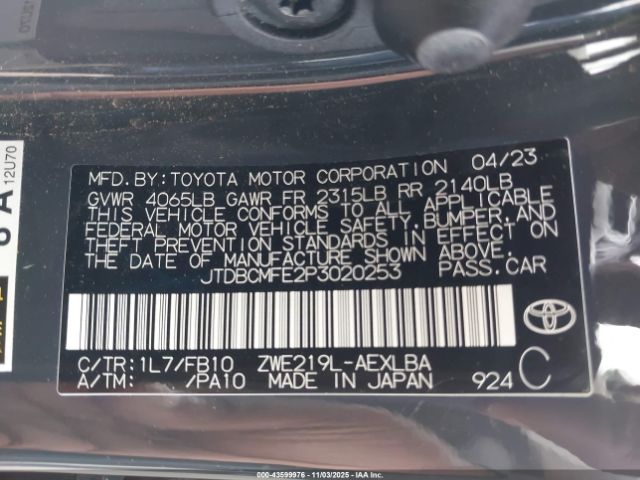 MFD.BY:TOYOTA MOTOR CORPORATION 04/23
GVWR 4065LB GAWR FR 2315LB RR 2140LB
THIS VEHICLE CONFORMS TO ALL APPLICABLE
FEDERAL MOTOR VEHICLE SAFETY,BUMPER,AND
THEFT PREVENTION STANDARDS IN EFFECT ON
THE DATE OF MANUFACTURE SHOWN ABOVE.
JTDBCMFE2P3020253 PASS.CAR
C/TR:1L7/FB10 ZWE219L-AEXLBA
A/TM: /PA10 MADE IN JAPAN 924 C
12U70
000-43599976 - 11/03/2025 - IAA Inc.